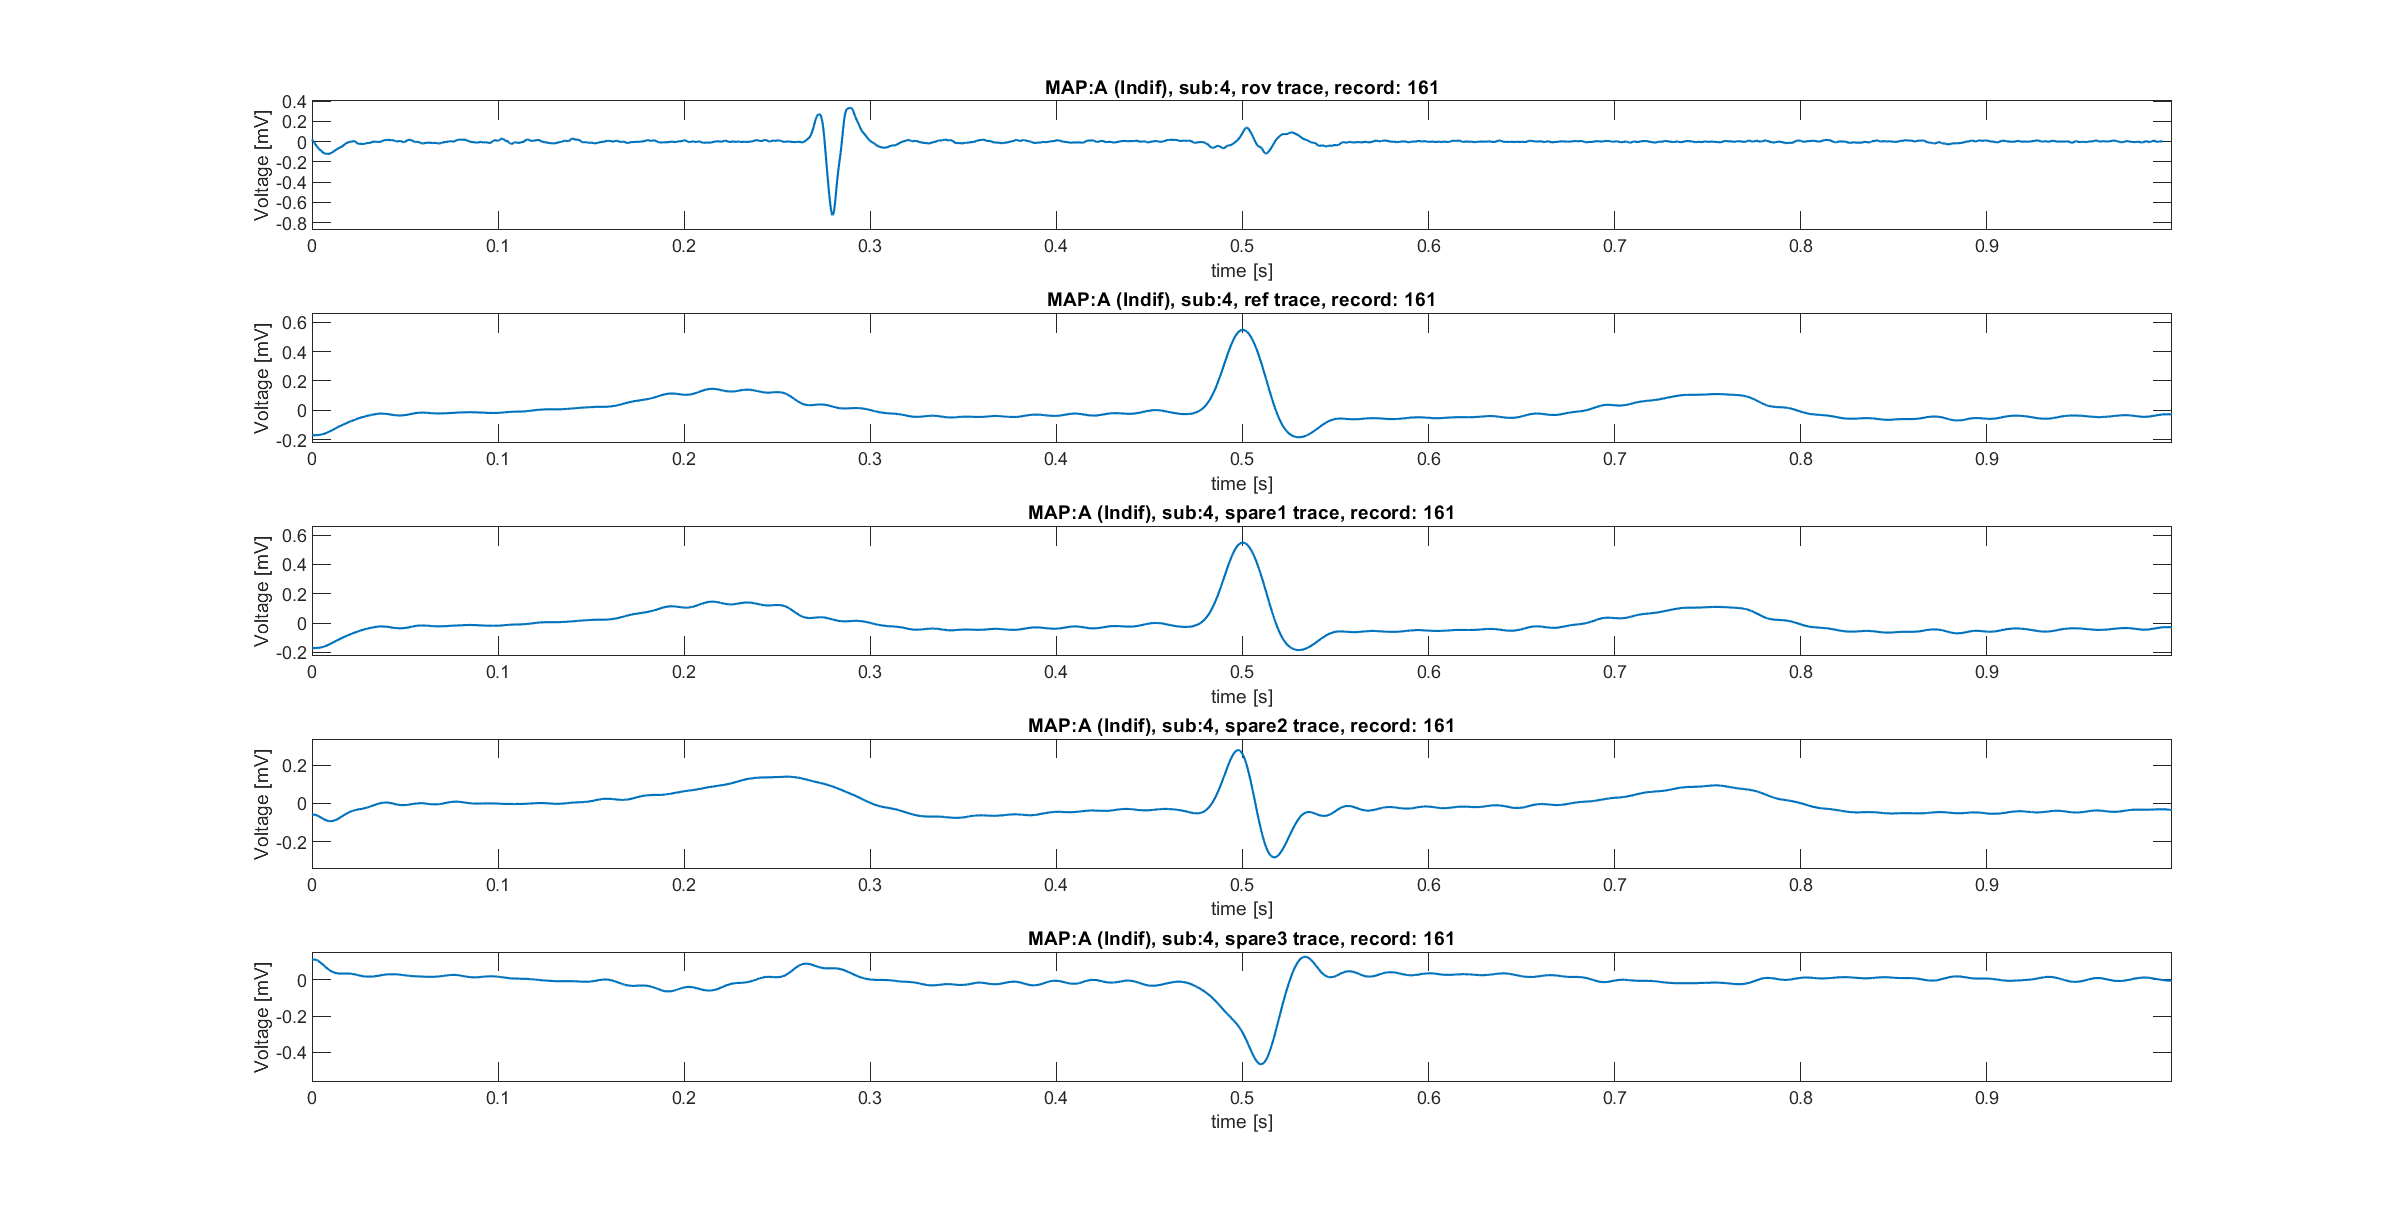 MAP:A (Indif), sub:4, rov trace, record: 161
Voltage [mV]
0.4
0.2
0
-0.2
-0.4
-0.6
-0.8
0 0.1 0.2 0.3 0.4 0.5 0.6 0.7 0.8 0.9
time [s]
MAP:A (Indif), sub:4, ref trace, record: 161
Voltage [mV]
0.6
0.4
0.2
0
-0.2
0 0.1 0.2 0.3 0.4 0.5 0.6 0.7 0.8 0.9
time [s]
MAP:A (Indif), sub:4, spare1 trace, record: 161
Voltage [mV]
0.6
0.4
0.2
0
-0.2
0 0.1 0.2 0.3 0.4 0.5 0.6 0.7 0.8 0.9
time [s]
MAP:A (Indif), sub:4, spare2 trace, record: 161
Voltage [mV]
0.2
0
-0.2
0 0.1 0.2 0.3 0.4 0.5 0.6 0.7 0.8 0.9
time [s]
MAP:A (Indif), sub:4, spare3 trace, record: 161
Voltage [mV]
0
-0.2
-0.4
0 0.1 0.2 0.3 0.4 0.5 0.6 0.7 0.8 0.9
time [s]